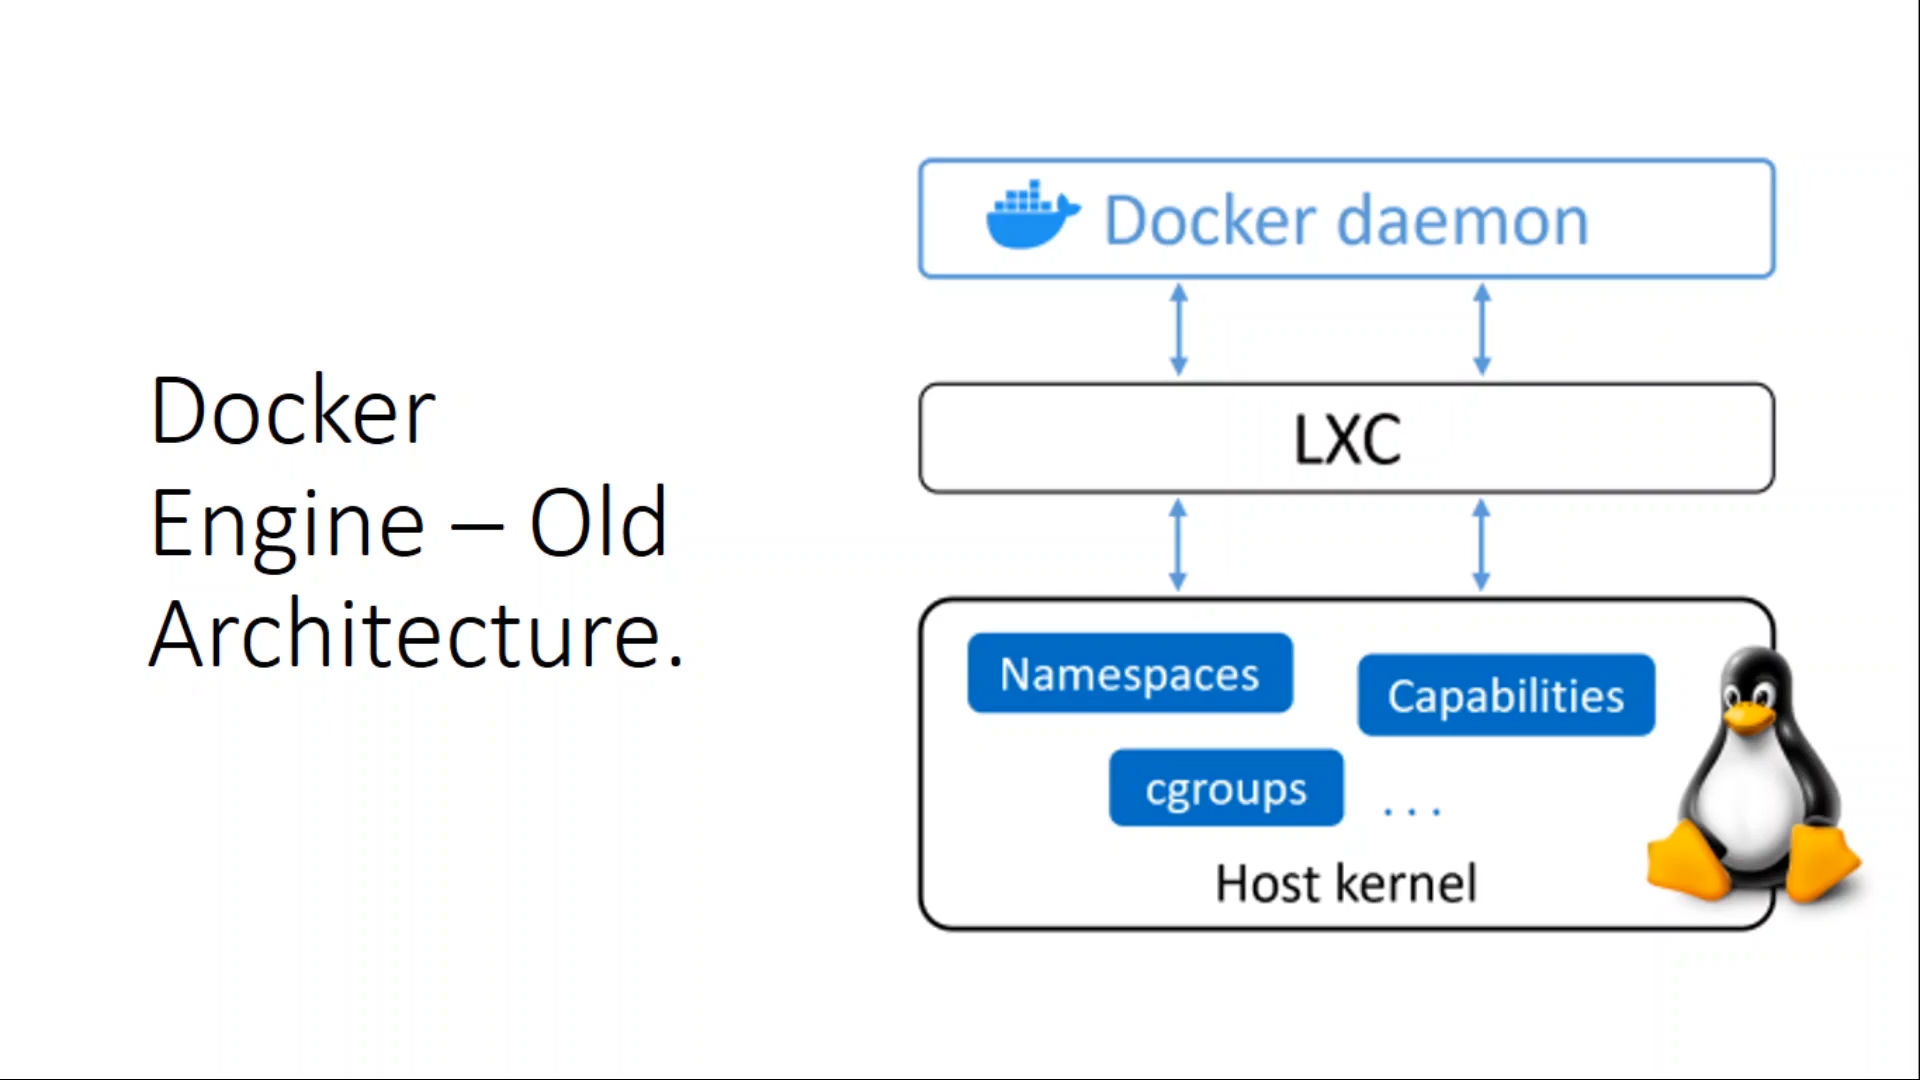 Docker
Engine – Old
Architecture.
Docker daemon
LXC
Namespaces
Capabilities
cgroups
...
Host kernel